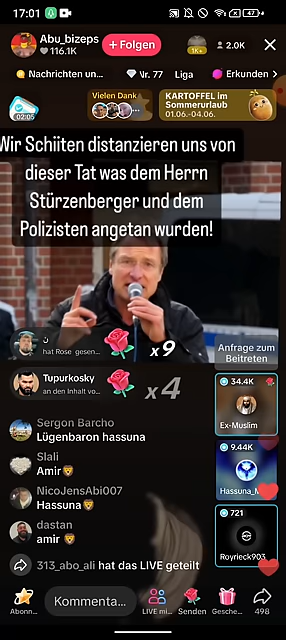 17:01
47
Abu_bizeps
116.1K
+ Folgen
1K+
2.0K
Nachrichten un...
Nr. 77 Liga
Erkunden >
02:05
Vielen Dank
KARTOFFEL im
Sommerurlaub
01.06.-04.06.
Wir Schiiten distanzieren uns von
dieser Tat was dem Herrn
Stürzenberger und dem
Polizisten angetan wurden!
hat Rose gesen...
x9
Anfrage zum
Beitreten
Tupurkosky
an den Inhalt vo...
x4
34.4K
Ex-Muslim
Sergon Barcho
Lügenbaron hassuna
Slali
Amir🦁
9.44K
Hassuna_M
NicoJensAbi007
Hassuna🦁
dastan
amir 🦁
721
Royrieck903
313_abo_ali hat das LIVE geteilt
Abonn...
Kommenta...
LIVE mi...
Senden
Gesche...
498